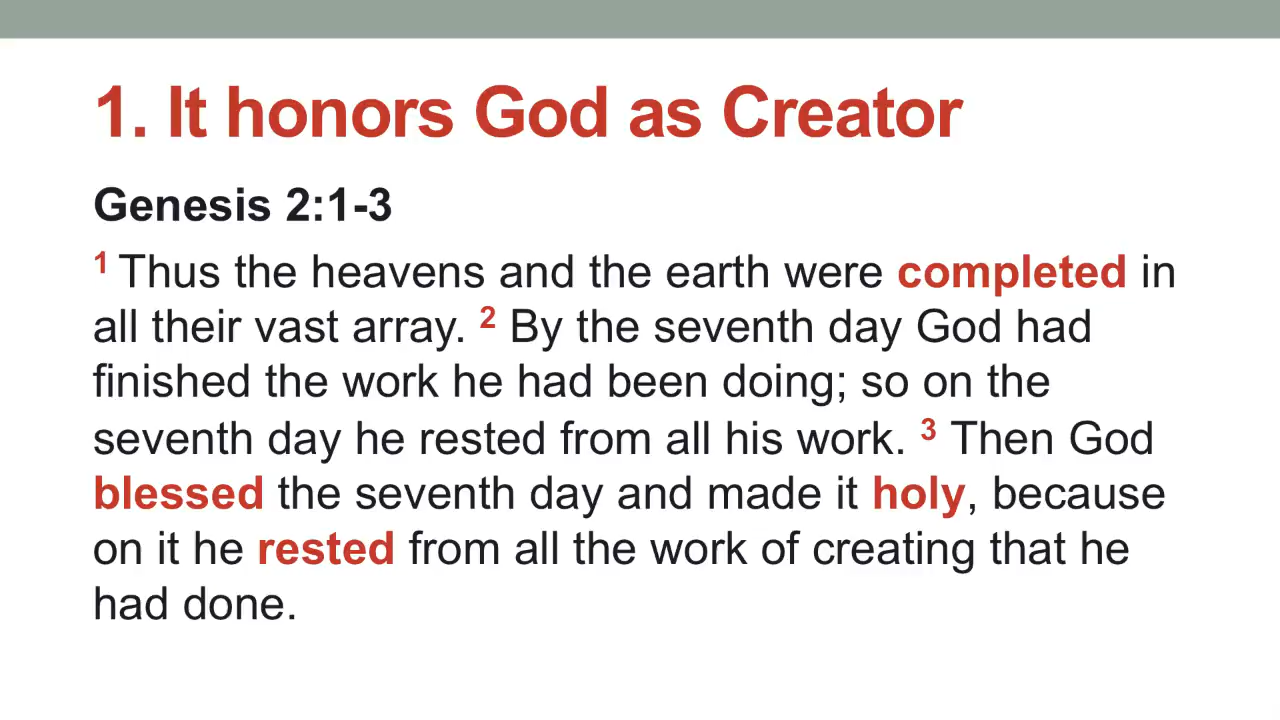 1. It honors God as Creator
Genesis 2:1-3
1 Thus the heavens and the earth were completed in
all their vast array. 2 By the seventh day God had
finished the work he had been doing; so on the
seventh day he rested from all his work. 3 Then God
blessed the seventh day and made it holy, because
on it he rested from all the work of creating that he
had done.